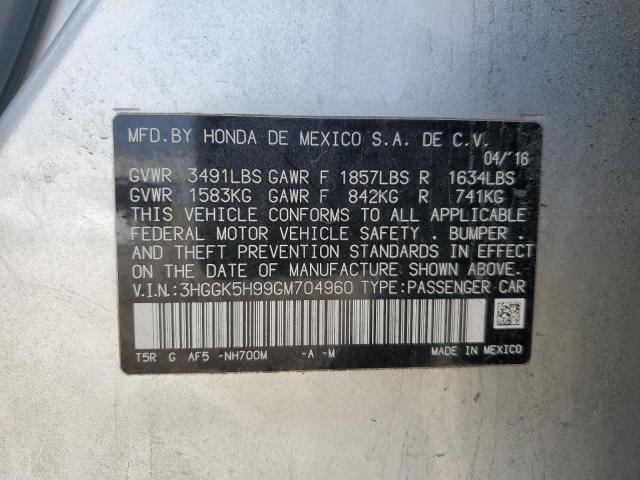 MFD.BY HONDA DE MEXICO S.A. DE C.V.
04/'16
GVWR 3491LBS GAWR F 1857LBS R 1634LBS
GVWR 1583KG GAWR F 842KG R 741KG
THIS VEHICLE CONFORMS TO ALL APPLICABLE
FEDERAL MOTOR VEHICLE SAFETY, BUMPER,
AND THEFT PREVENTION STANDARDS IN EFFECT
ON THE DATE OF MANUFACTURE SHOWN ABOVE.
V.I.N.:3HGGK5H99GM704960 TYPE:PASSENGER CAR
T5R G AF5 -NH700M -A -M MADE IN MEXICO